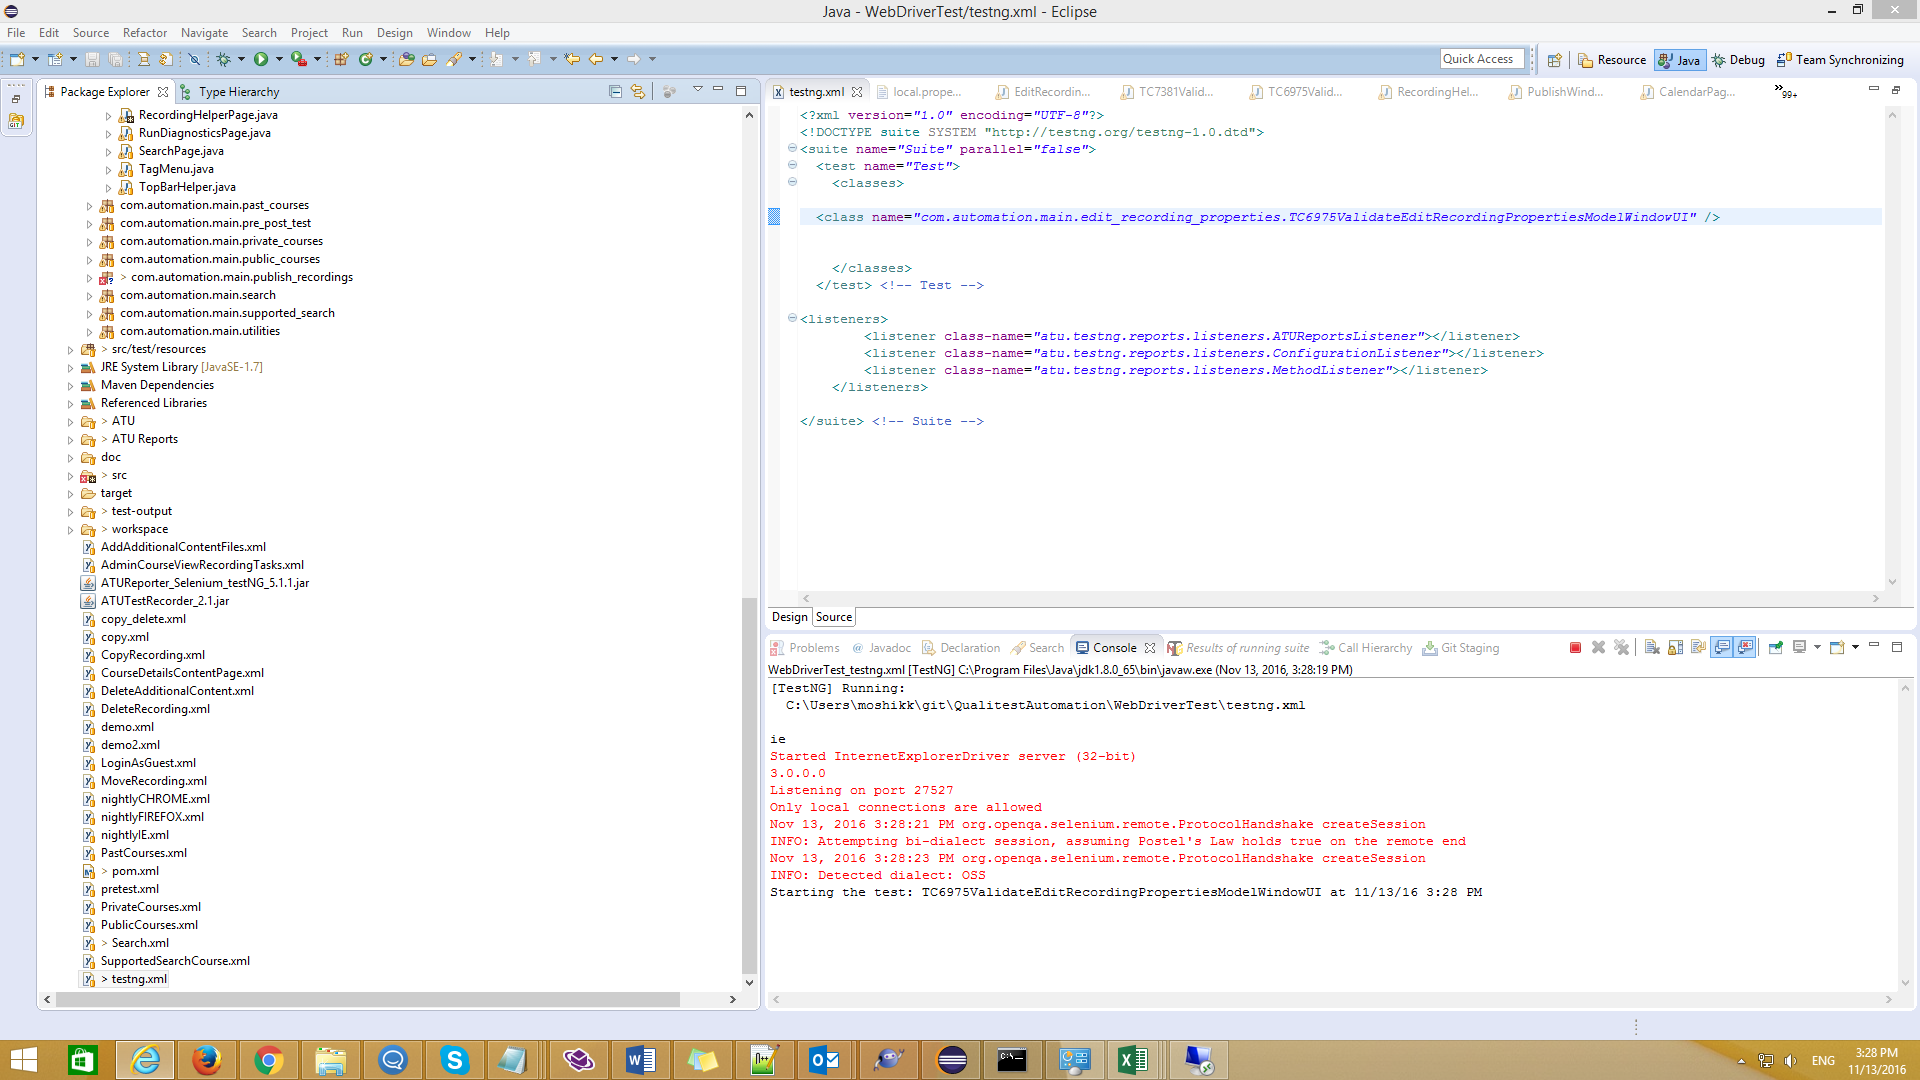 Java - WebDriverTest/testng.xml - Eclipse
File Edit Source Refactor Navigate Search Project Run Design Window Help
Quick Access
Resource
Java
Debug
Team Synchronizing
Package Explorer
Type Hierarchy
RecordingHelperPage.java
RunDiagnosticsPage.java
SearchPage.java
TagMenu.java
TopBarHelper.java
com.automation.main.past_courses
com.automation.main.pre_post_test
com.automation.main.private_courses
com.automation.main.public_courses
> com.automation.main.publish_recordings
com.automation.main.search
com.automation.main.supported_search
com.automation.main.utilities
> src/test/resources
JRE System Library [JavaSE-1.7]
Maven Dependencies
Referenced Libraries
> ATU
> ATU Reports
doc
> src
target
> test-output
> workspace
AddAdditionalContentFiles.xml
AdminCourseViewRecordingTasks.xml
ATUReporter_Selenium_testNG_5.1.1.jar
ATUTestRecorder_2.1.jar
copy_delete.xml
copy.xml
CopyRecording.xml
CourseDetailsContentPage.xml
DeleteAdditionalContent.xml
DeleteRecording.xml
demo.xml
demo2.xml
LoginAsGuest.xml
MoveRecording.xml
nightlyCHROME.xml
nightlyFIREFOX.xml
nightlyIE.xml
PastCourses.xml
> pom.xml
pretest.xml
PrivateCourses.xml
PublicCourses.xml
> Search.xml
SupportedSearchCourse.xml
> testng.xml
testng.xml
local.prope...
EditRecordin...
TC7381Valid...
TC6975Valid...
RecordingHel...
PublishWind...
CalendarPag...
»99+
<?xml version="1.0" encoding="UTF-8"?>
<!DOCTYPE suite SYSTEM "http://testng.org/testng-1.0.dtd">
<suite name="Suite" parallel="false">
<test name="Test">
<classes>
<class name="com.automation.main.edit_recording_properties.TC6975ValidateEditRecordingPropertiesModelWindowUI" />
</classes>
</test> <!-- Test -->
<listeners>
<listener class-name="atu.testng.reports.listeners.ATUReportsListener"></listener>
<listener class-name="atu.testng.reports.listeners.ConfigurationListener"></listener>
<listener class-name="atu.testng.reports.listeners.MethodListener"></listener>
</listeners>
</suite> <!-- Suite -->
Design Source
Problems
@ Javadoc
Declaration
Search
Console
Results of running suite
Call Hierarchy
Git Staging
WebDriverTest_testng.xml [TestNG] C:\Program Files\Java\jdk1.8.0_65\bin\javaw.exe (Nov 13, 2016, 3:28:19 PM)
[TestNG] Running:
C:\Users\moshikk\git\QualitestAutomation\WebDriverTest\testng.xml
ie
Started InternetExplorerDriver server (32-bit)
3.0.0.0
Listening on port 27527
Only local connections are allowed
Nov 13, 2016 3:28:21 PM org.openqa.selenium.remote.ProtocolHandshake createSession
INFO: Attempting bi-dialect session, assuming Postel's Law holds true on the remote end
Nov 13, 2016 3:28:23 PM org.openqa.selenium.remote.ProtocolHandshake createSession
INFO: Detected dialect: OSS
Starting the test: TC6975ValidateEditRecordingPropertiesModelWindowUI at 11/13/16 3:28 PM
ENG
3:28 PM
11/13/2016